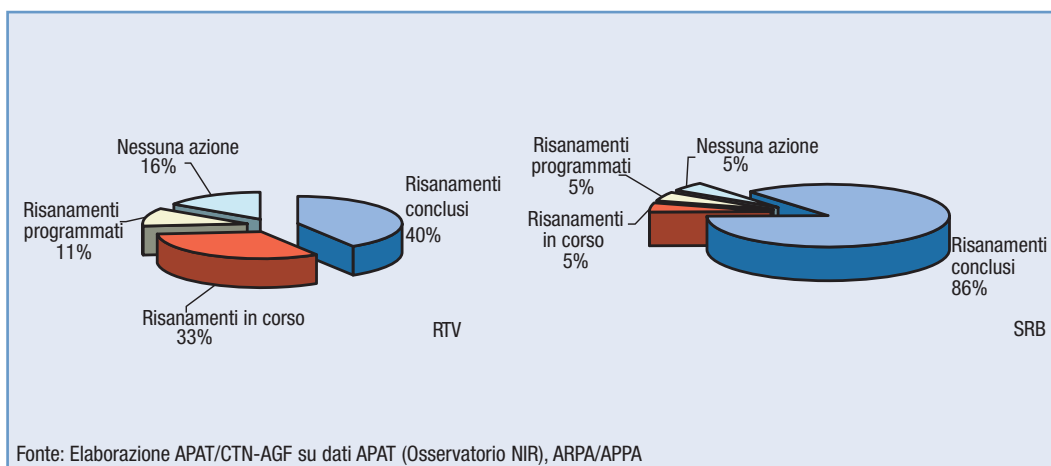 Nessuna azione
16%
Risanamenti
programmati
11%
Risanamenti in corso
33%
Risanamenti
conclusi
40%
RTV
Risanamenti
programmati
5%
Nessuna azione
5%
Risanamenti
in corso
5%
Risanamenti
conclusi
86%
SRB
Fonte: Elaborazione APAT/CTN-AGF su dati APAT (Osservatorio NIR), ARPA/APPA